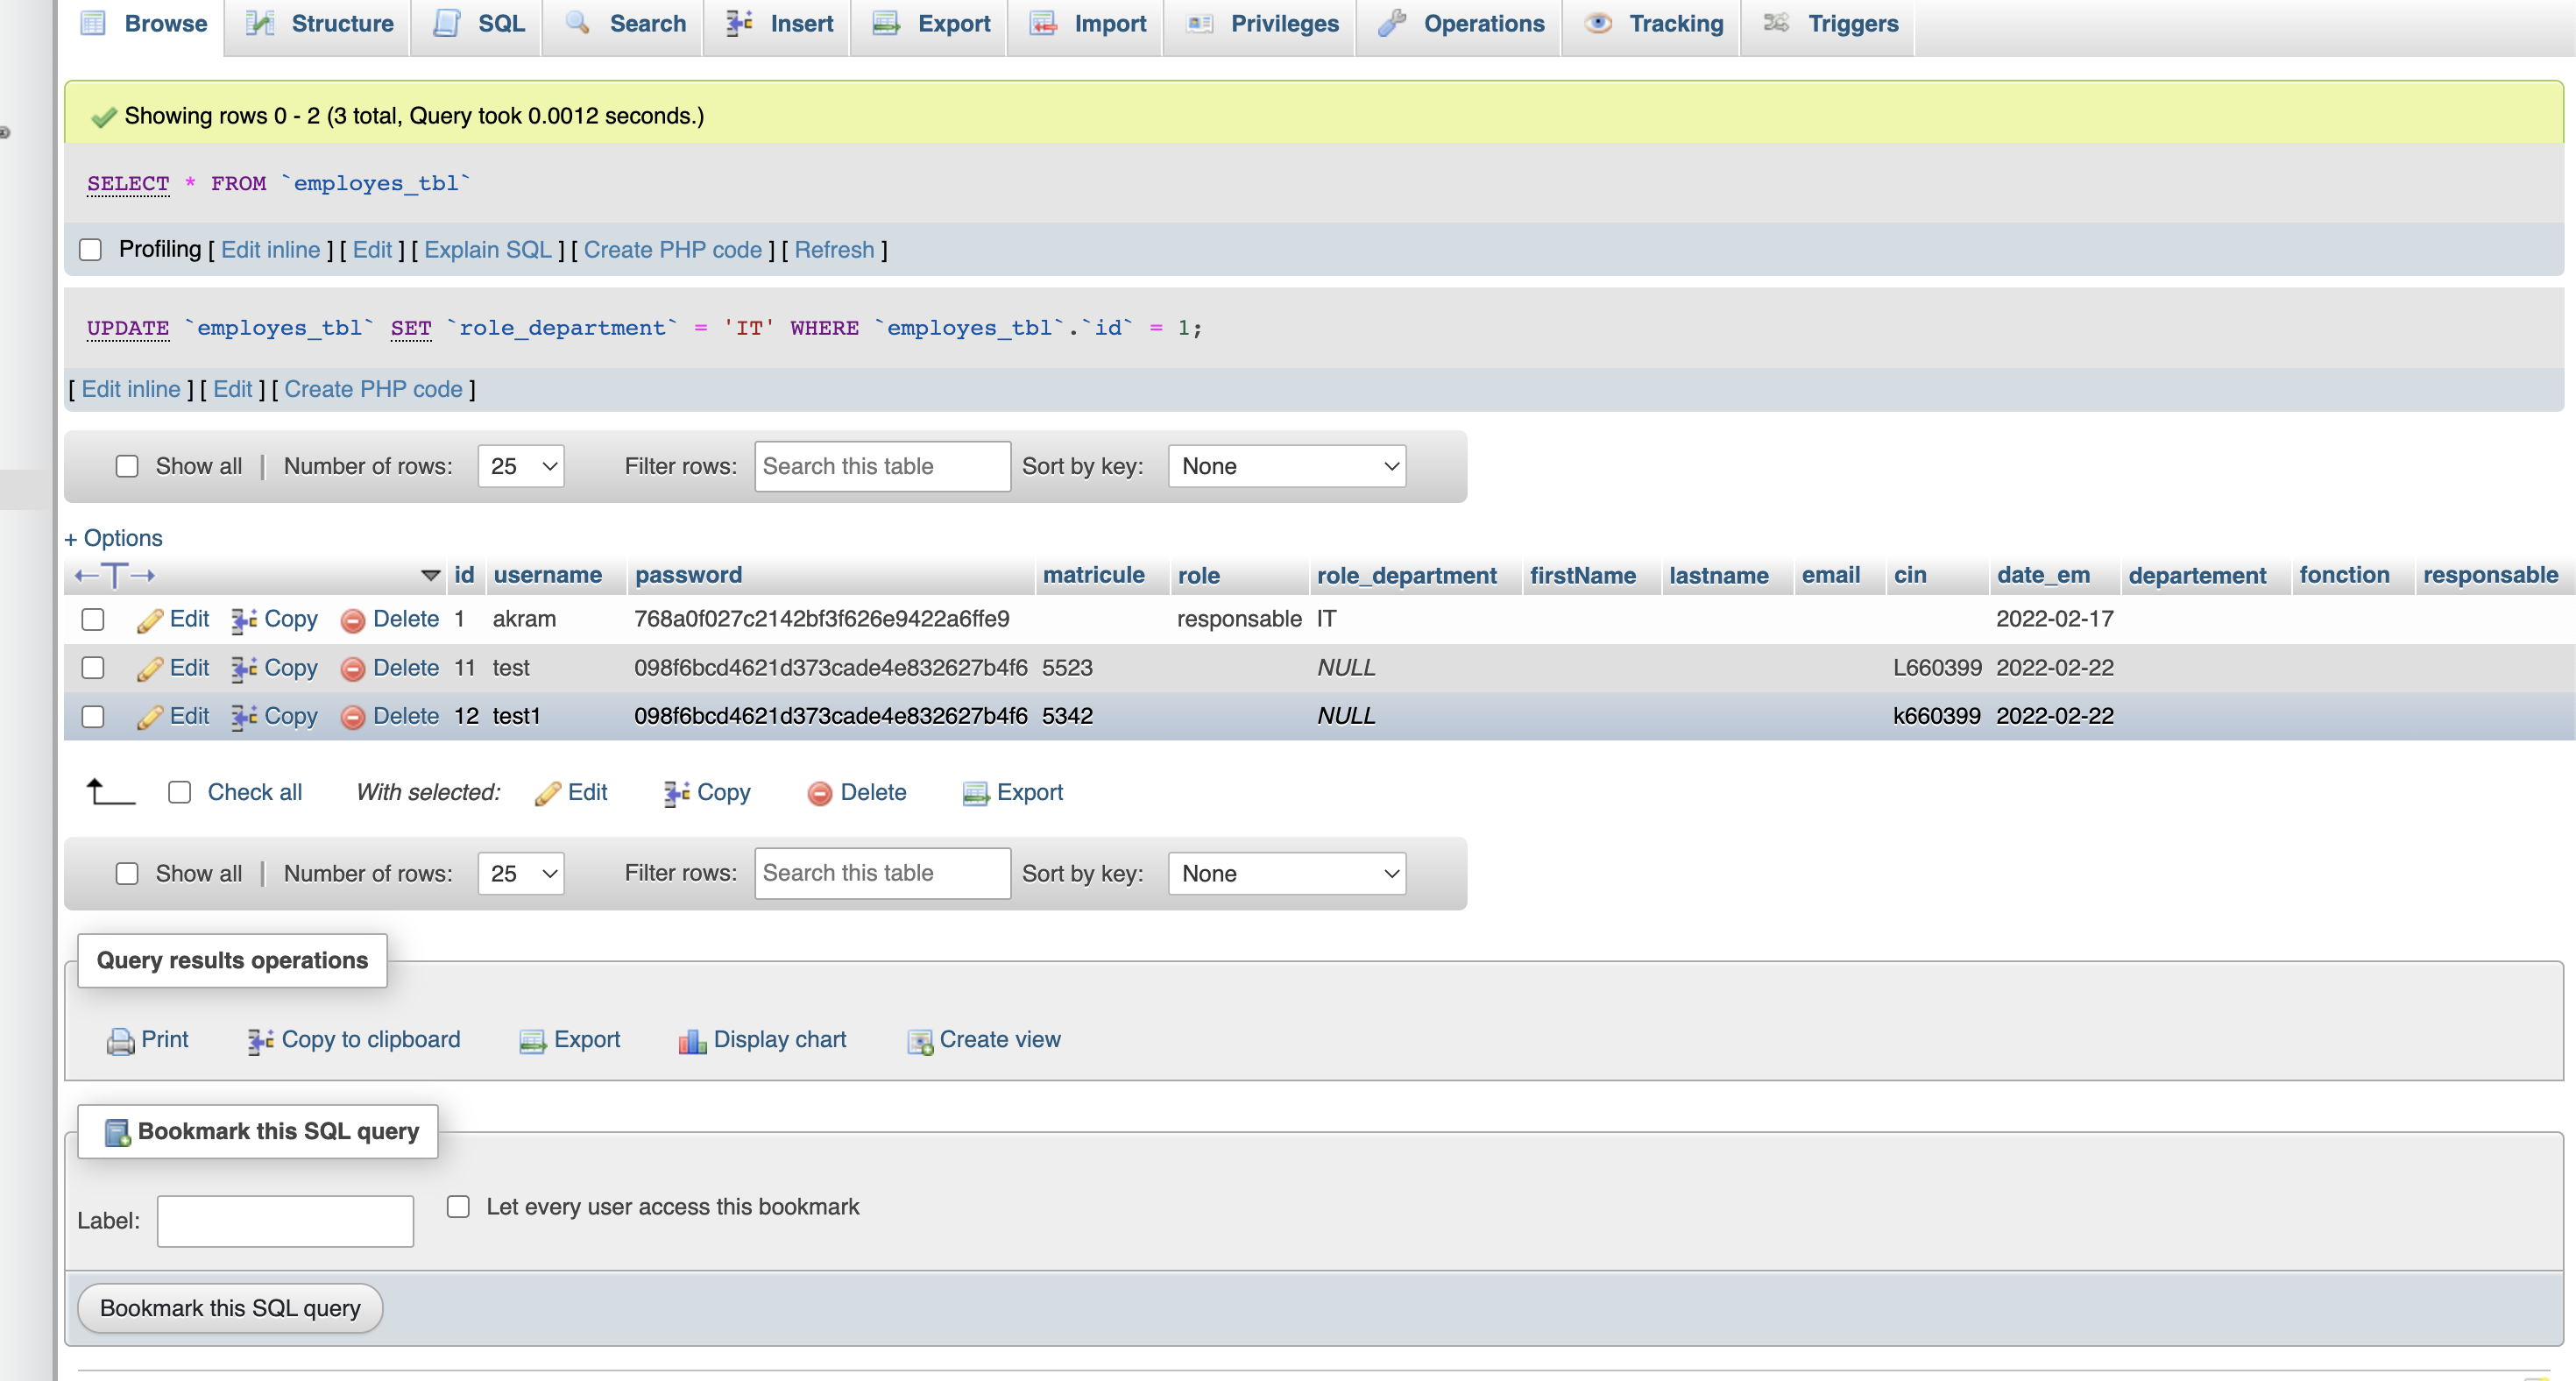 Browse Structure SQL Search Insert Export Import Privileges Operations Tracking Triggers
Showing rows 0 - 2 (3 total, Query took 0.0012 seconds.)
SELECT * FROM `employes_tbl`
Profiling [ Edit inline ] [ Edit ] [ Explain SQL ] [ Create PHP code ] [ Refresh ]
UPDATE `employes_tbl` SET `role_department` = 'IT' WHERE `employes_tbl`.`id` = 1;
[ Edit inline ] [ Edit ] [ Create PHP code ]
Show all | Number of rows: 25 Filter rows: Search this table Sort by key: None
+ Options
←T→ id username password matricule role role_department firstName lastname email cin date_em departement fonction responsable
Edit Copy Delete 1 akram 768a0f027c2142bf3f626e9422a6ffe9 responsable IT 2022-02-17
Edit Copy Delete 11 test 098f6bcd4621d373cade4e832627b4f6 5523 NULL L660399 2022-02-22
Edit Copy Delete 12 test1 098f6bcd4621d373cade4e832627b4f6 5342 NULL k660399 2022-02-22
Check all With selected: Edit Copy Delete Export
Show all | Number of rows: 25 Filter rows: Search this table Sort by key: None
Query results operations
Print Copy to clipboard Export Display chart Create view
Bookmark this SQL query
Label: Let every user access this bookmark
Bookmark this SQL query